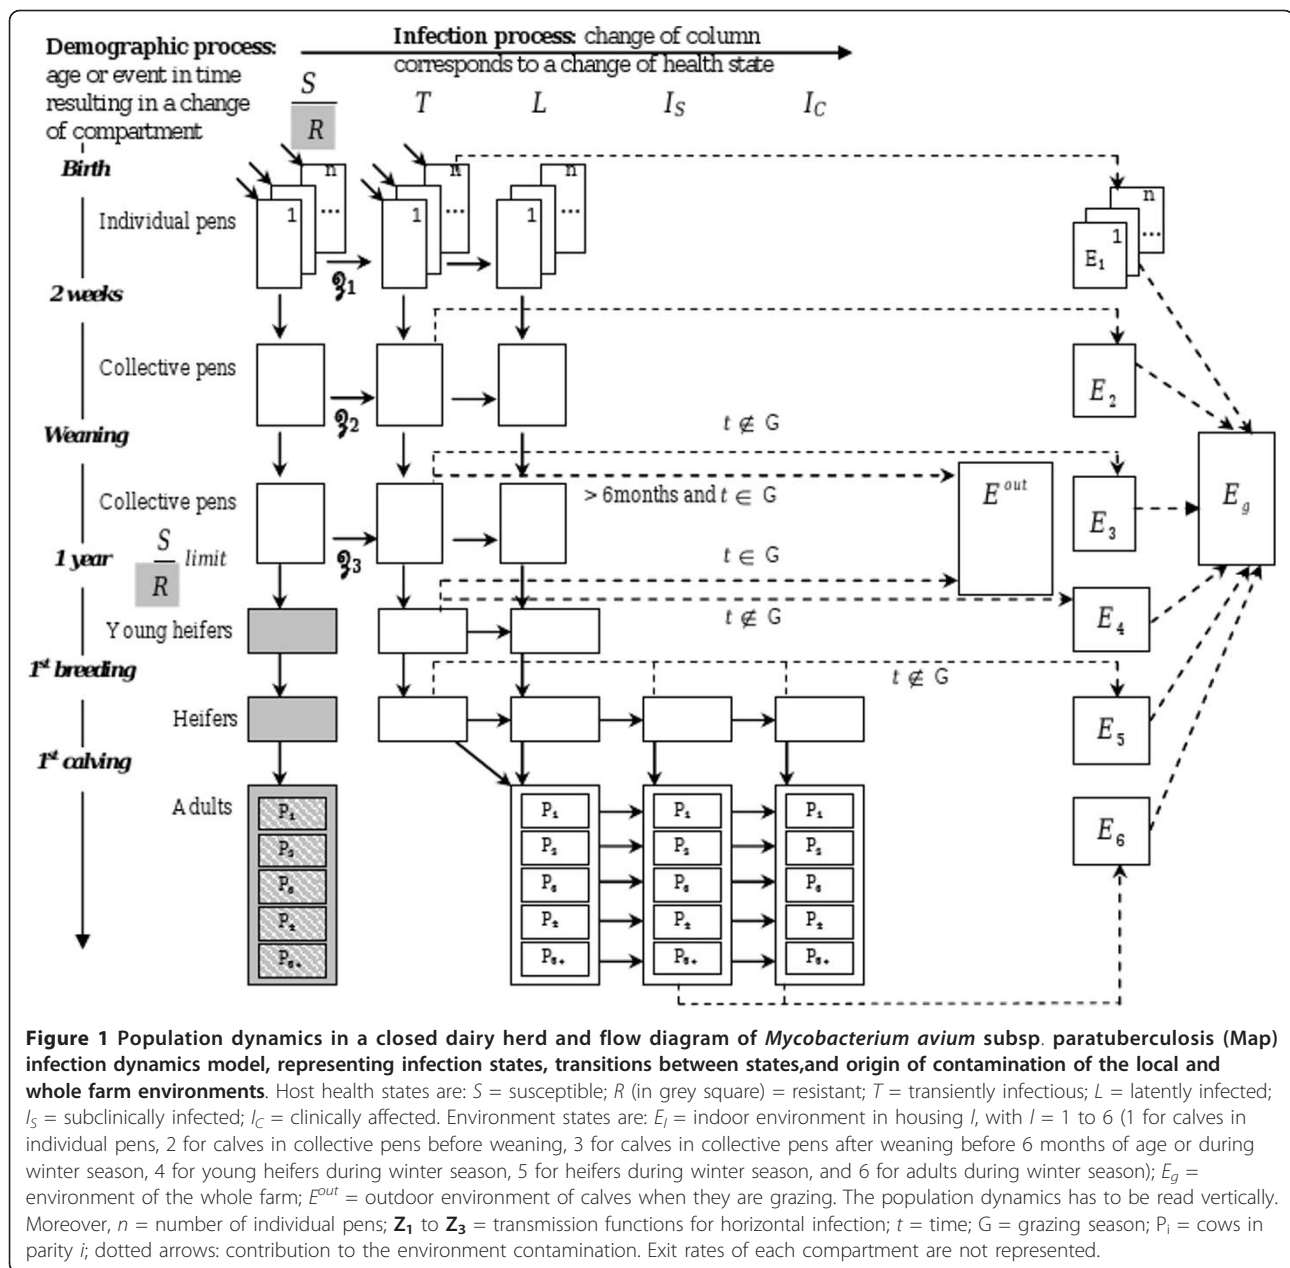 Demographic process:
age or event in time
resulting in a change
of compartment
Infection process: change of column
corresponds to a change of health state
S
R
T
L
I_S
I_C
Birth
n
n
n
n
Individual pens
1 ...
1 ...
1 ...
1 ...
E_1
2 weeks
Z1
Collective pens
E_2
Z2
Weaning
t ∉ G
Collective pens
> 6months and t ∈ G
E^out
E_3
E_g
1 year
S
R
limit
Z3
t ∈ G
Young heifers
t ∉ G
E_4
1st breeding
t ∉ G
Heifers
E_5
1st calving
Adults
P_1 P_1 P_1 P_1
E_6
P_5+ P_5+ P_5+ P_5+
Figure 1 Population dynamics in a closed dairy herd and flow diagram of Mycobacterium avium subsp. paratuberculosis (Map)
infection dynamics model, representing infection states, transitions between states,and origin of contamination of the local and
whole farm environments. Host health states are: S = susceptible; R (in grey square) = resistant; T = transiently infectious; L = latently infected;
I_S = subclinically infected; I_C = clinically affected. Environment states are: E_l = indoor environment in housing l, with l = 1 to 6 (1 for calves in
individual pens, 2 for calves in collective pens before weaning, 3 for calves in collective pens after weaning before 6 months of age or during
winter season, 4 for young heifers during winter season, 5 for heifers during winter season, and 6 for adults during winter season); E_g =
environment of the whole farm; E^out = outdoor environment of calves when they are grazing. The population dynamics has to be read vertically.
Moreover, n = number of individual pens; Z_1 to Z_3 = transmission functions for horizontal infection; t = time; G = grazing season; P_i = cows in
parity i; dotted arrows: contribution to the environment contamination. Exit rates of each compartment are not represented.